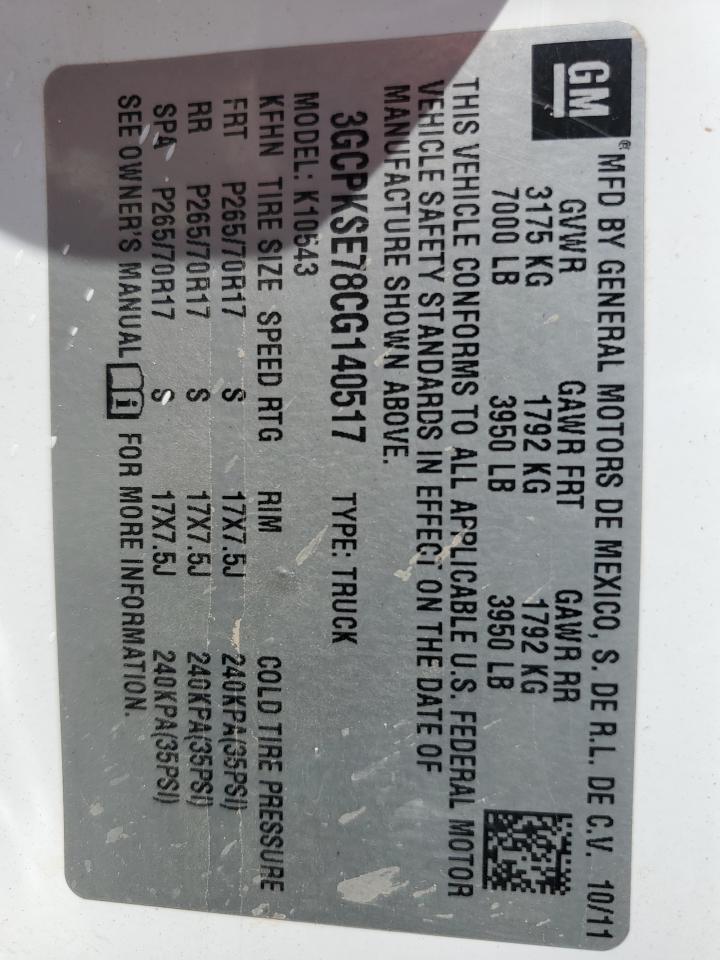 GM
® MFD BY GENERAL MOTORS DE MEXICO, S. DE R.L. DE C.V. 10/11
GVWR GAWR FRT GAWR RR
3175 KG 1792 KG 1792 KG
7000 LB 3950 LB 3950 LB
THIS VEHICLE CONFORMS TO ALL APPLICABLE U.S. FEDERAL MOTOR
VEHICLE SAFETY STANDARDS IN EFFECT ON THE DATE OF
MANUFACTURE SHOWN ABOVE.
3GCPKSE78CG140517 TYPE: TRUCK
MODEL: K10543
KFHN TIRE SIZE SPEED RTG RIM COLD TIRE PRESSURE
FRT P265/70R17 S 17X7.5J 240KPA(35PSI)
RR P265/70R17 S 17X7.5J 240KPA(35PSI)
SPA P265/70R17 S 17X7.5J 240KPA(35PSI)
SEE OWNER'S MANUAL i FOR MORE INFORMATION.